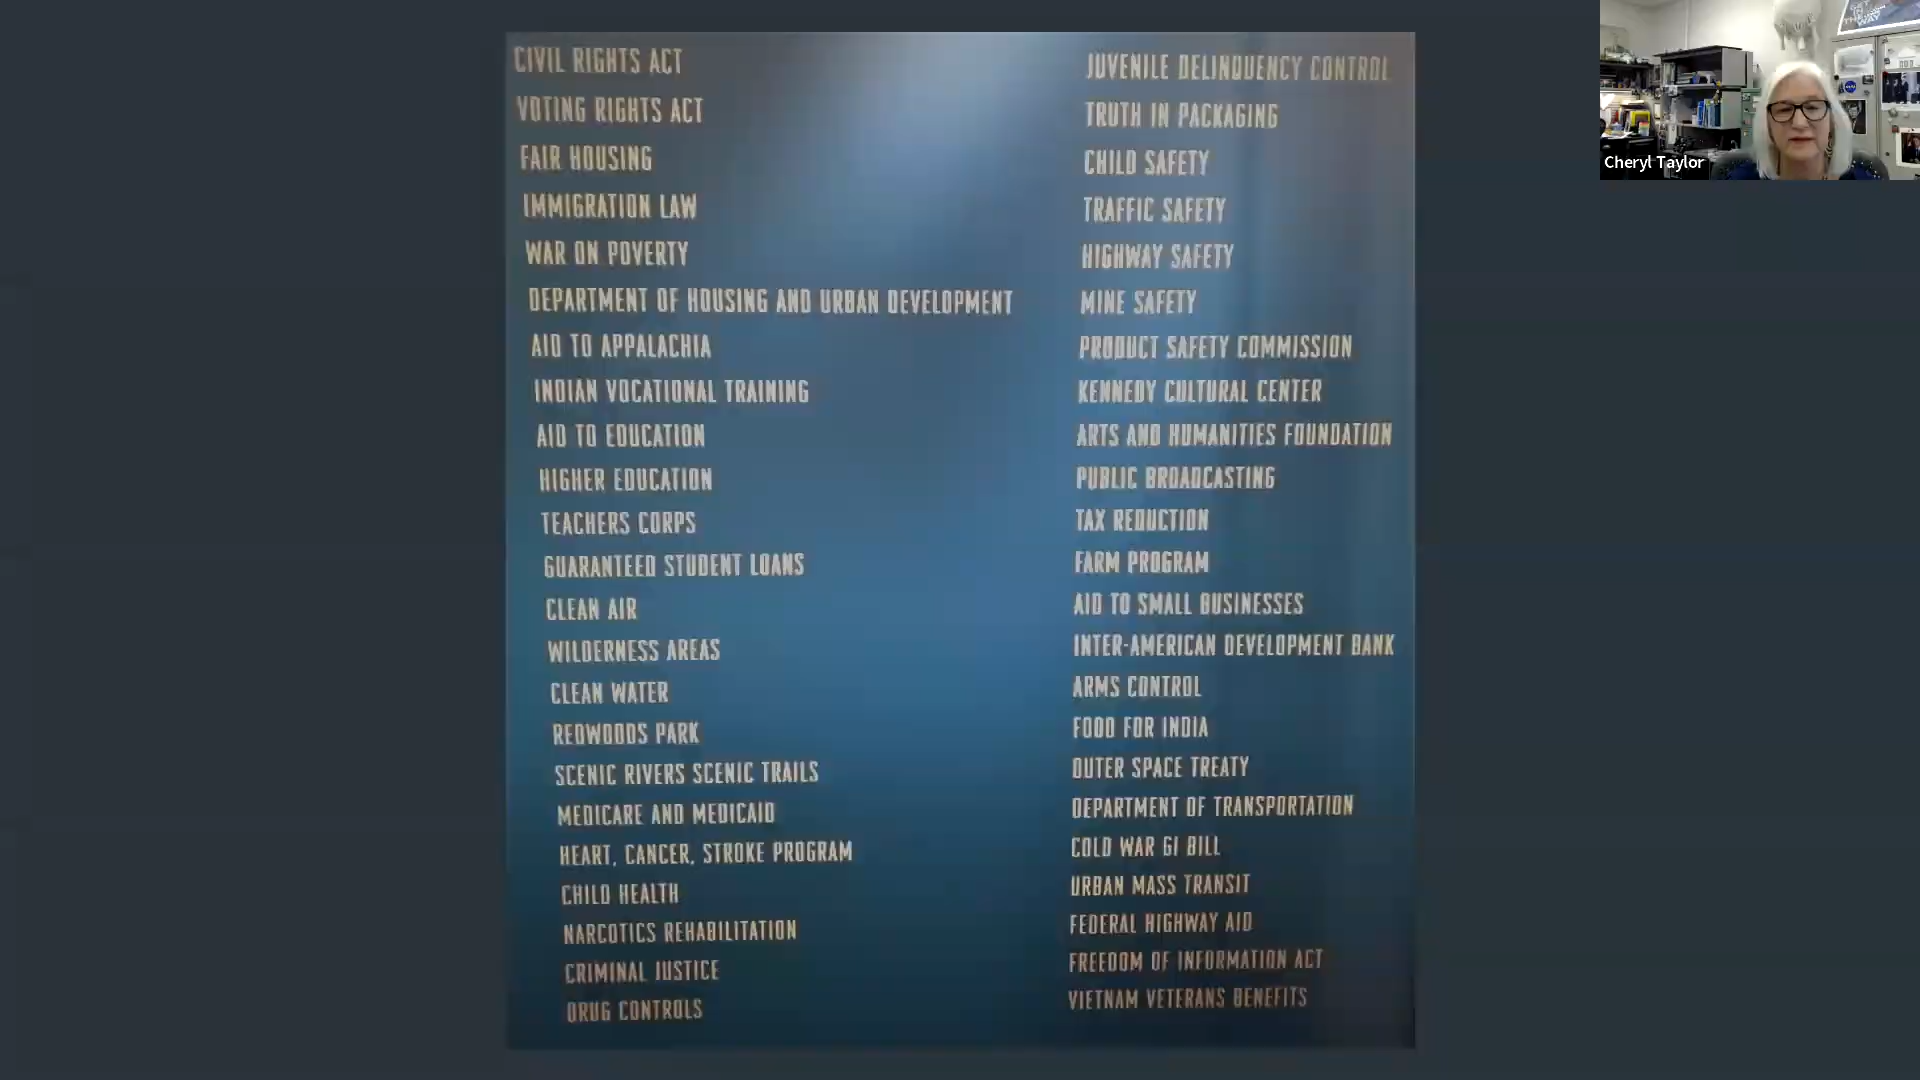 CIVIL RIGHTS ACT
VOTING RIGHTS ACT
FAIR HOUSING
IMMIGRATION LAW
WAR ON POVERTY
DEPARTMENT OF HOUSING AND URBAN DEVELOPMENT
AID TO APPALACHIA
INDIAN VOCATIONAL TRAINING
AID TO EDUCATION
HIGHER EDUCATION
TEACHERS CORPS
GUARANTEED STUDENT LOANS
CLEAN AIR
WILDERNESS AREAS
CLEAN WATER
REDWOODS PARK
SCENIC RIVERS SCENIC TRAILS
MEDICARE AND MEDICAID
HEART, CANCER, STROKE PROGRAM
CHILD HEALTH
NARCOTICS REHABILITATION
CRIMINAL JUSTICE
DRUG CONTROLS
JUVENILE DELINQUENCY CONTROL
TRUTH IN PACKAGING
CHILD SAFETY
TRAFFIC SAFETY
HIGHWAY SAFETY
MINE SAFETY
PRODUCT SAFETY COMMISSION
KENNEDY CULTURAL CENTER
ARTS AND HUMANITIES FOUNDATION
PUBLIC BROADCASTING
TAX REDUCTION
FARM PROGRAM
AID TO SMALL BUSINESSES
INTER-AMERICAN DEVELOPMENT BANK
ARMS CONTROL
FOOD FOR INDIA
OUTER SPACE TREATY
DEPARTMENT OF TRANSPORTATION
COLD WAR GI BILL
URBAN MASS TRANSIT
FEDERAL HIGHWAY AID
FREEDOM OF INFORMATION ACT
VIETNAM VETERANS BENEFITS
Cheryl Taylor